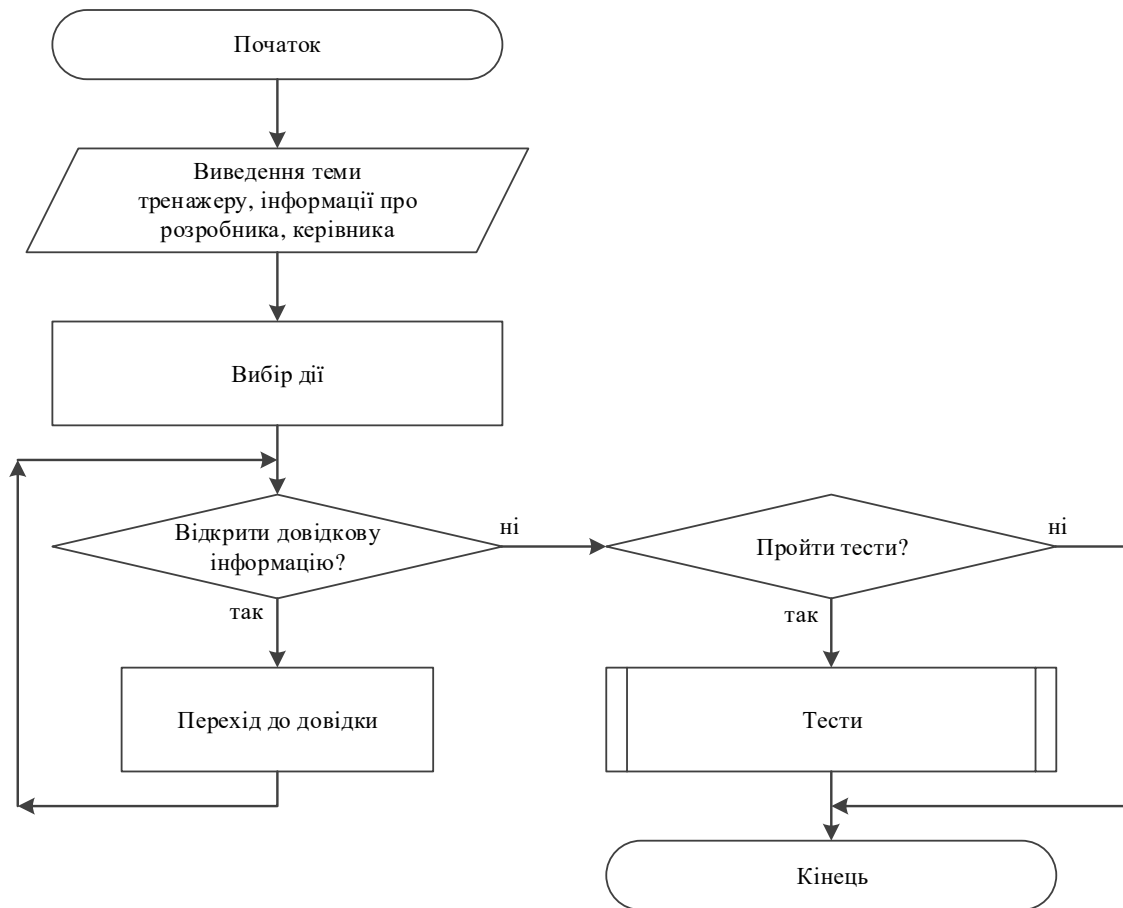 Початок
Виведення теми
тренажеру, інформації про
розробника, керівника
Вибір дії
Відкрити довідкову
інформацію?
ні
Пройти тести?
ні
так
так
Перехід до довідки
Тести
Кінець